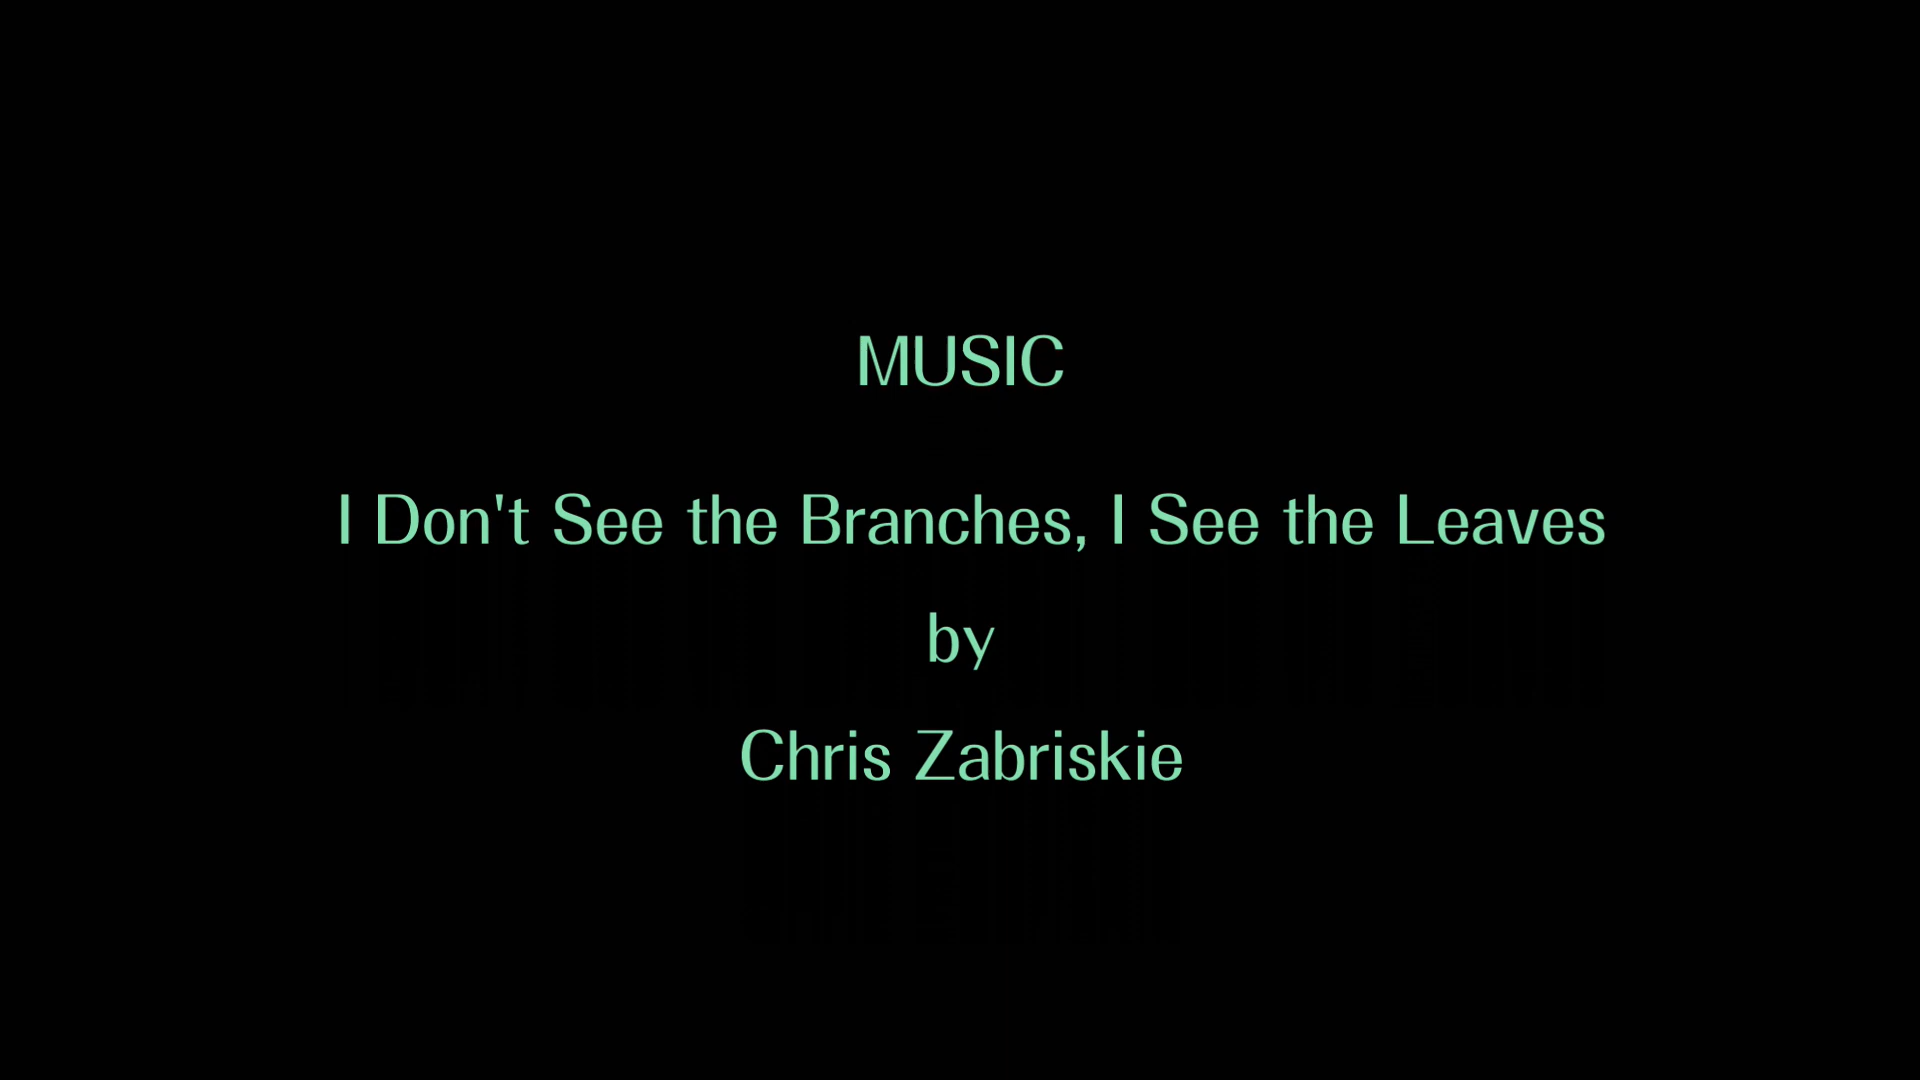 MUSIC
I Don't See the Branches, I See the Leaves
by
Chris Zabriskie